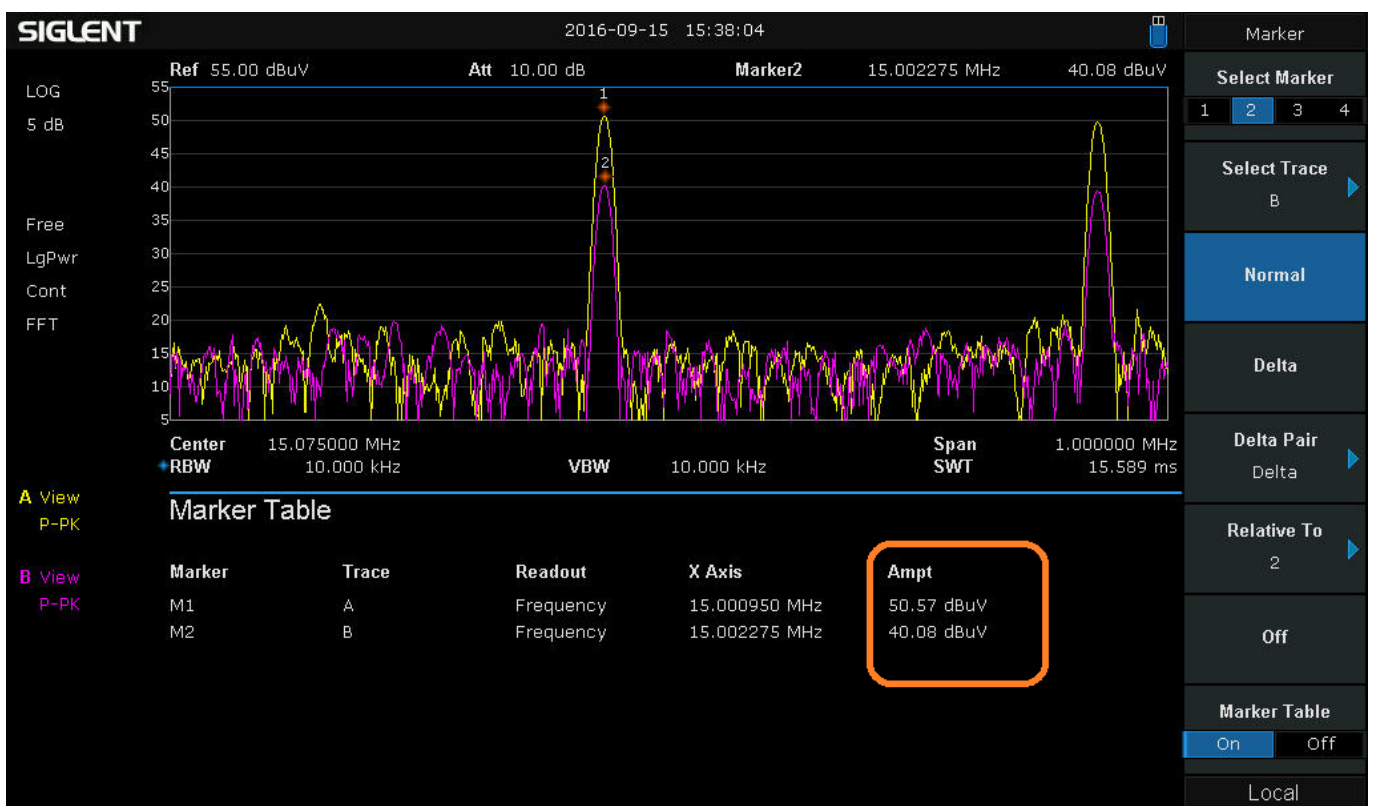 SIGLENT 2016-09-15 15:38:04 Marker
Ref 55.00 dBuV Att 10.00 dB Marker2 15.002275 MHz 40.08 dBuV
LOG
5 dB
Free
LgPwr
Cont
FFT
55
50
45
40
35
30
25
20
15
10
5
1
2
Center 15.075000 MHz Span 1.000000 MHz
RBW 10.000 kHz VBW 10.000 kHz SWT 15.589 ms
A View
P-PK
B View
P-PK
Marker Table
Marker Trace Readout X Axis Ampt
M1 A Frequency 15.000950 MHz 50.57 dBuV
M2 B Frequency 15.002275 MHz 40.08 dBuV
Select Marker
1 2 3 4
Select Trace
B
Normal
Delta
Delta Pair
Delta
Relative To
2
Off
Marker Table
On Off
Local